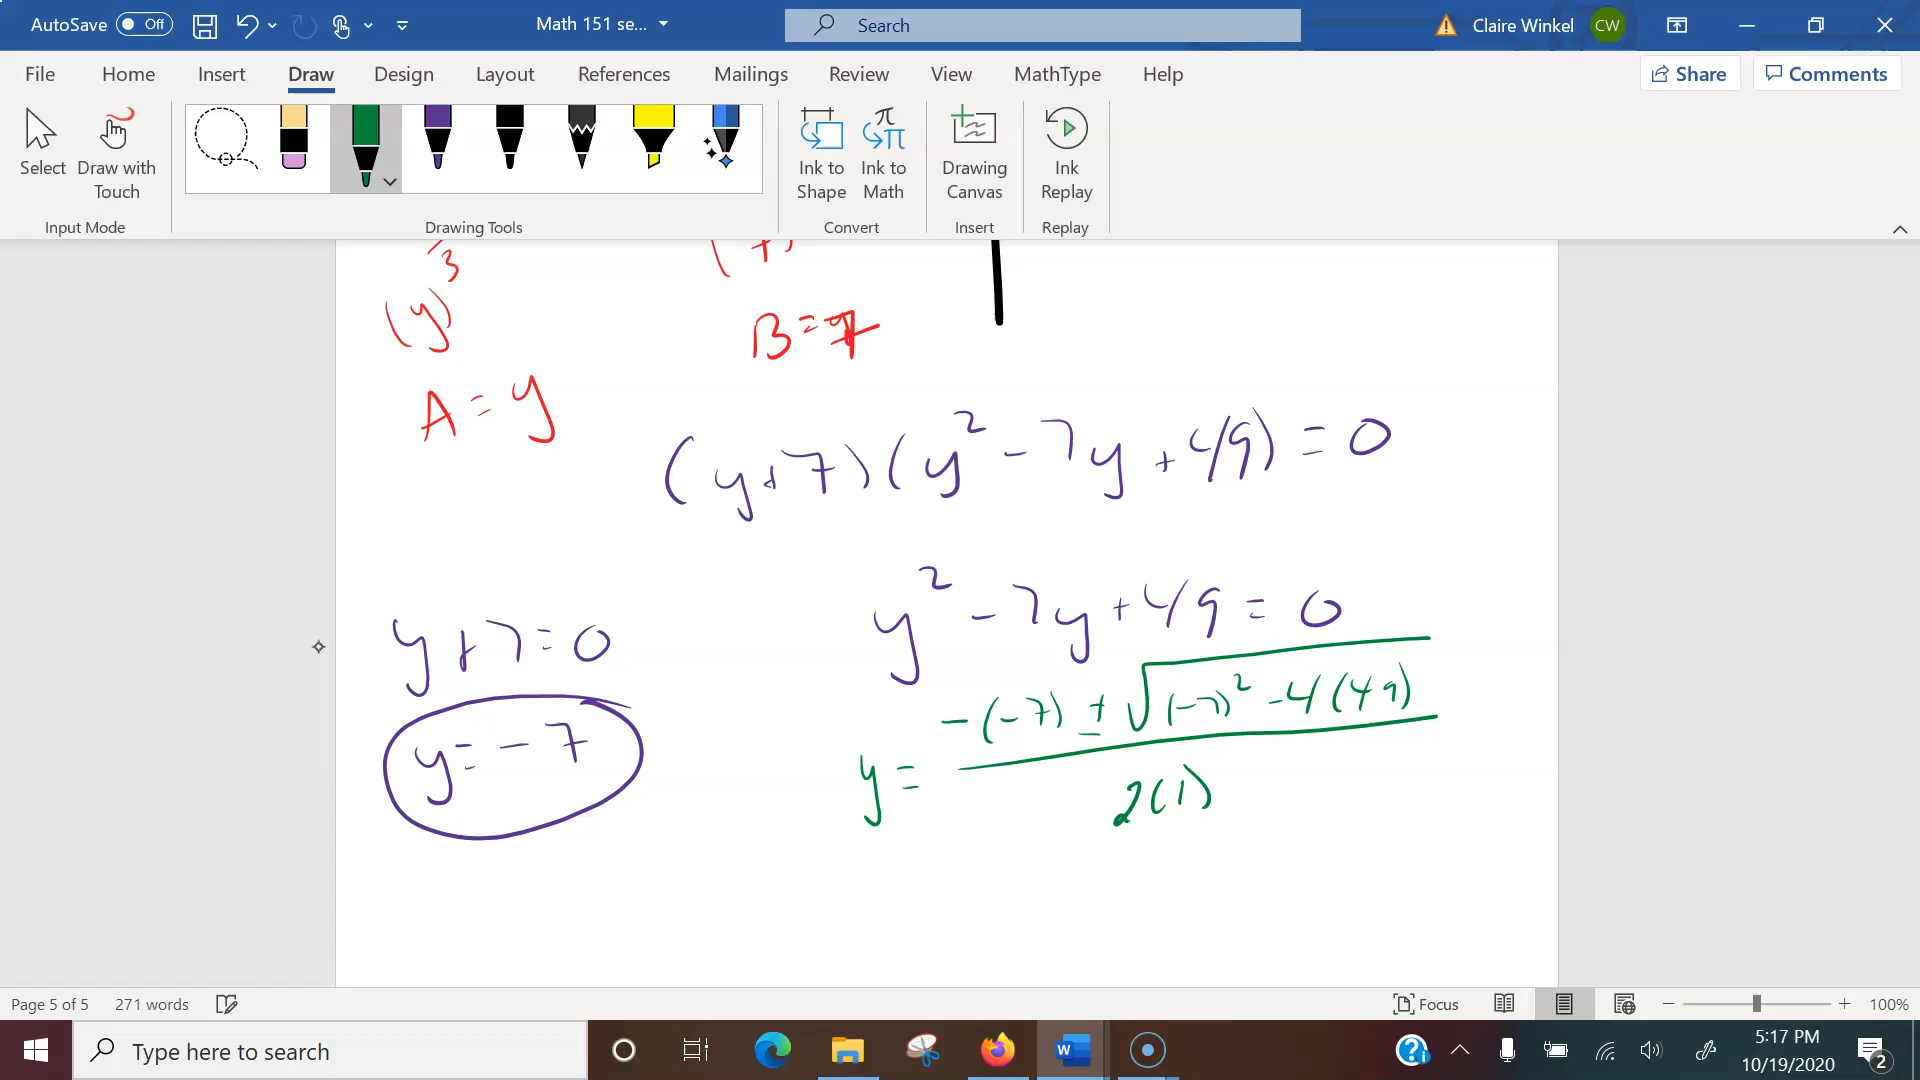 AutoSave Off Math 151 se... Search Claire Winkel CW
File Home Insert Draw Design Layout References Mailings Review View MathType Help Share Comments
Select Draw with Touch Ink to Shape Ink to Math Drawing Canvas Ink Replay
Input Mode Drawing Tools Convert Insert Replay
3
(y)
B = 7
A = y
(y+7)(y² - 7y + 49) = 0
y + 7 = 0
y² - 7y + 49 = 0
y = -7
y = -(-7) ± √(-7)² - 4(49)
2(1)
Page 5 of 5 271 words Focus 100%
Type here to search 5:17 PM
10/19/2020 2